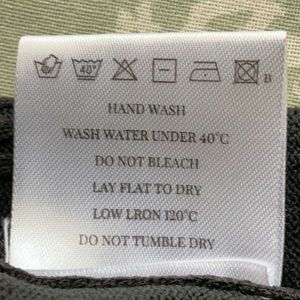 40°
B
HAND WASH
WASH WATER UNDER 40°C
DO NOT BLEACH
LAY FLAT TO DRY
LOW LRON 120°C
DO NOT TUMBLE DRY